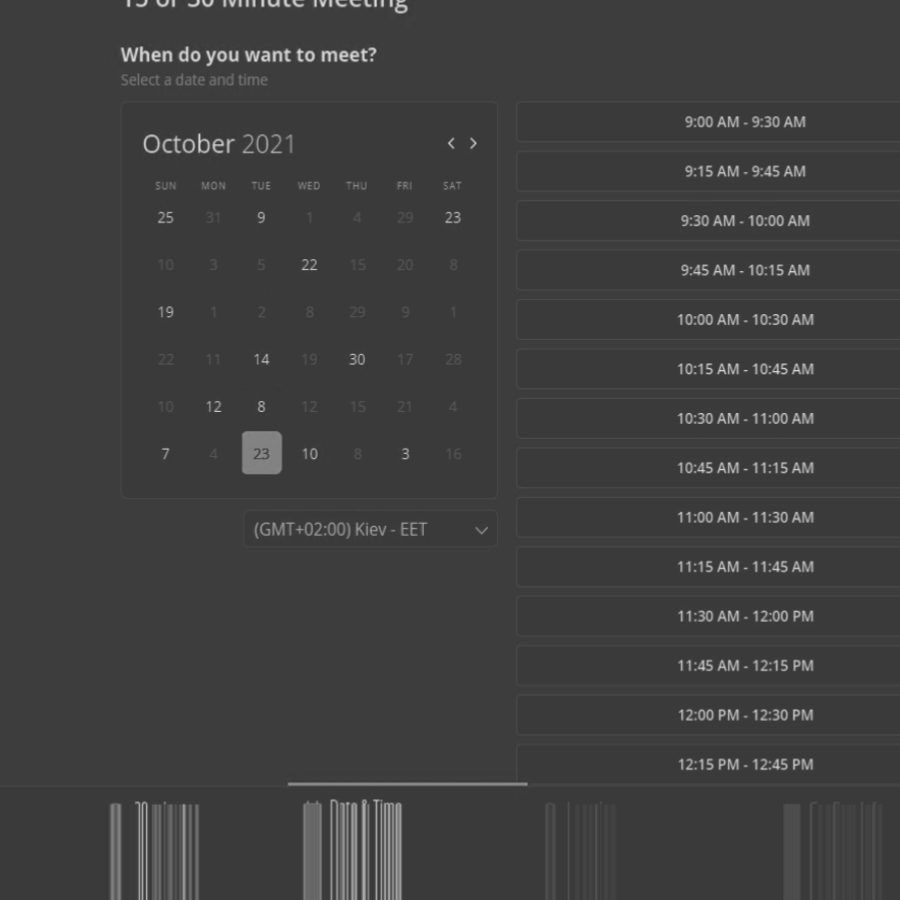 15 or 30 Minute Meeting
When do you want to meet?
Select a date and time
October 2021
SUN MON TUE WED THU FRI SAT
25 31 9 1 4 29 23
10 3 5 22 15 20 8
19 1 2 8 29 9 1
22 11 14 19 30 17 28
10 12 8 12 15 21 4
7 4 23 10 8 3 16
(GMT+02:00) Kiev - EET
9:00 AM - 9:30 AM
9:15 AM - 9:45 AM
9:30 AM - 10:00 AM
9:45 AM - 10:15 AM
10:00 AM - 10:30 AM
10:15 AM - 10:45 AM
10:30 AM - 11:00 AM
10:45 AM - 11:15 AM
11:00 AM - 11:30 AM
11:15 AM - 11:45 AM
11:30 AM - 12:00 PM
11:45 AM - 12:15 PM
12:00 PM - 12:30 PM
12:15 PM - 12:45 PM
Date & Time